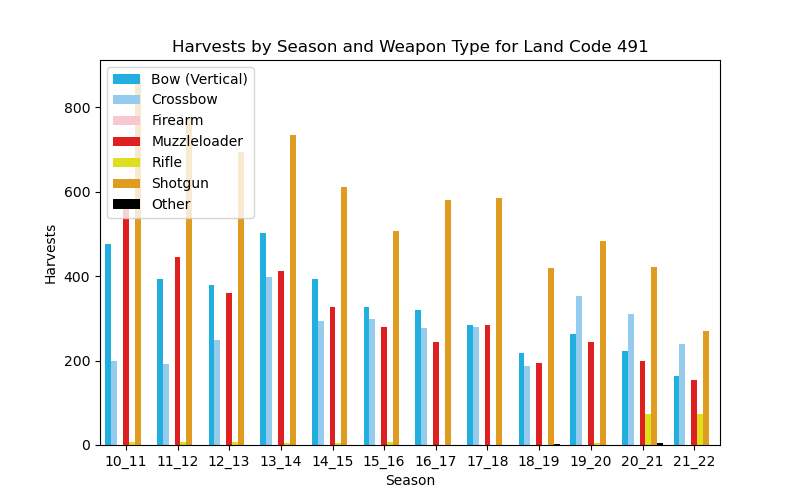 Harvests by Season and Weapon Type for Land Code 491
Bow (Vertical)
Crossbow
Firearm
Muzzleloader
Rifle
Shotgun
Other
800
600
400
200
0
Harvests
10_11 11_12 12_13 13_14 14_15 15_16 16_17 17_18 18_19 19_20 20_21 21_22
Season